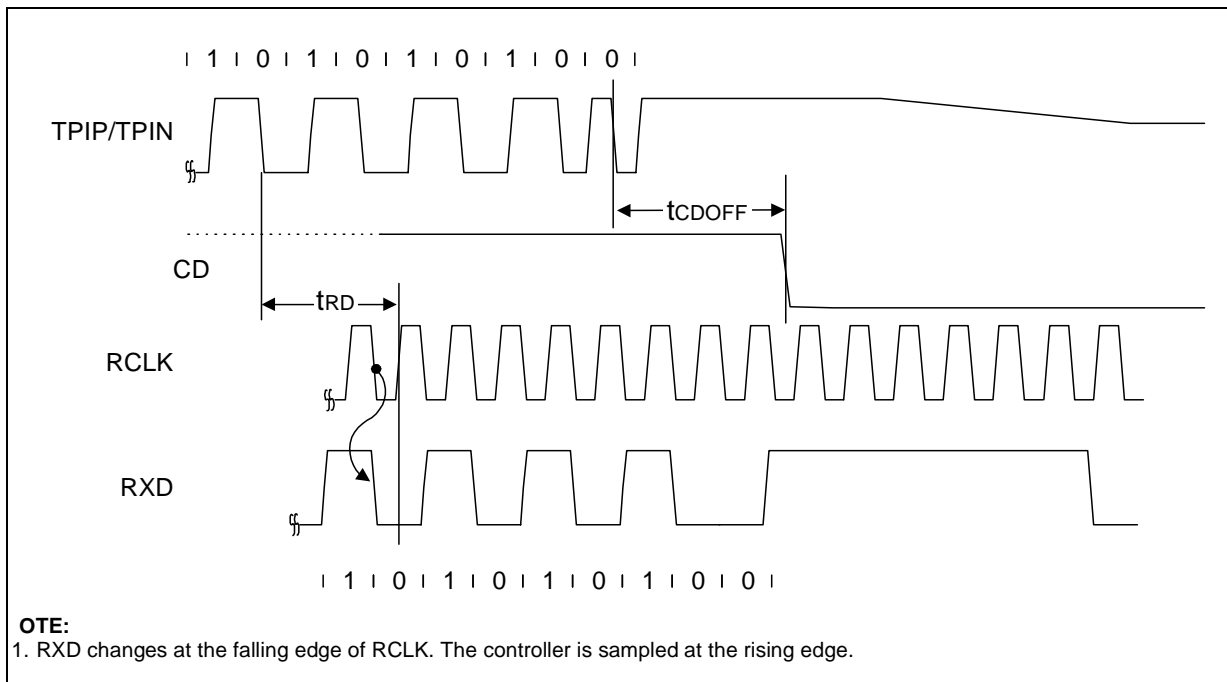 1 0 1 0 1 0 1 0 0
TPIP/TPIN
tCDOFF
CD
tRD
RCLK
RXD
1 0 1 0 1 0 1 0 0
OTE:
1. RXD changes at the falling edge of RCLK. The controller is sampled at the rising edge.